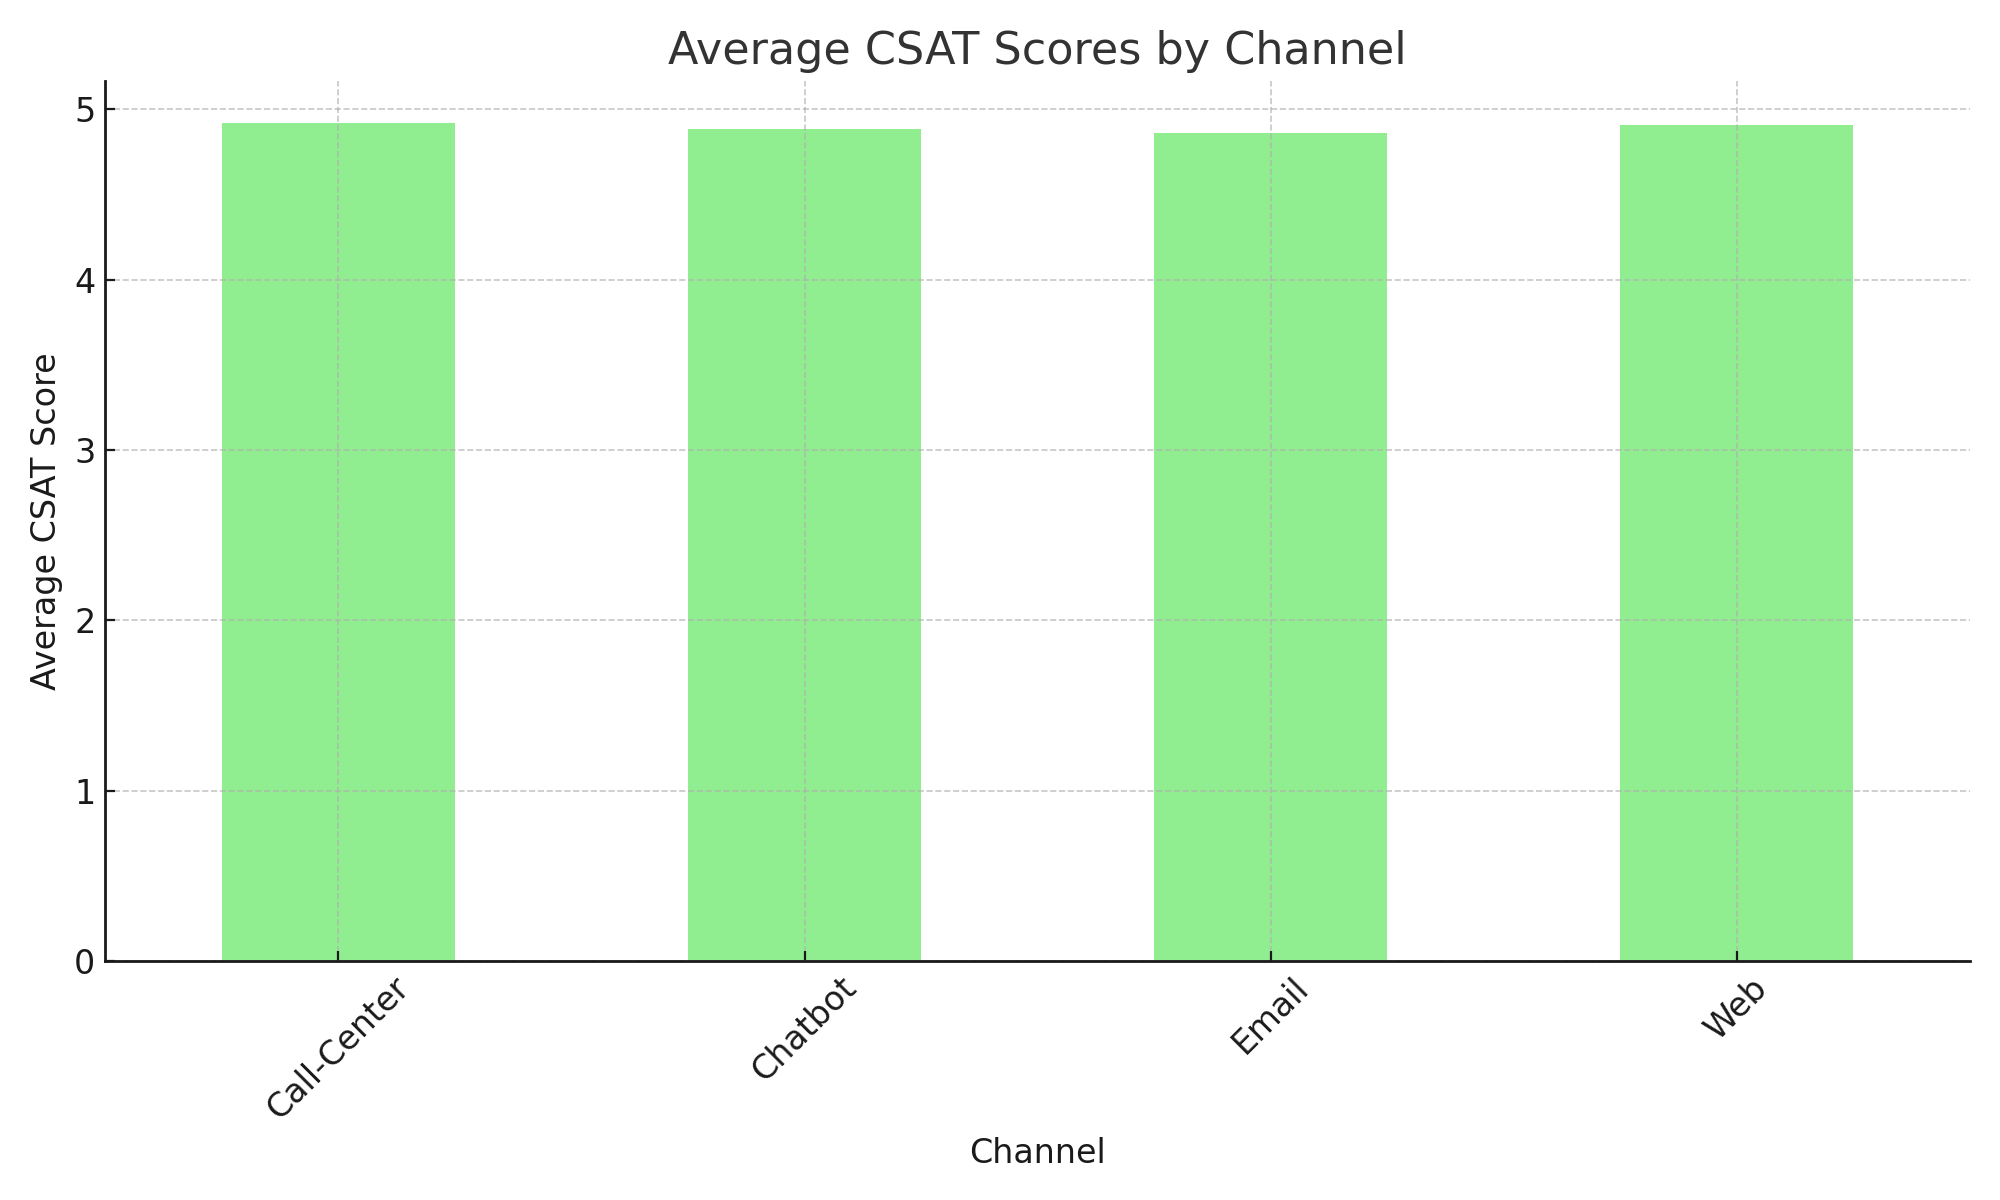 Average CSAT Scores by Channel
5
4
3
2
1
0
Average CSAT Score
Call-Center
Chatbot
Email
Web
Channel